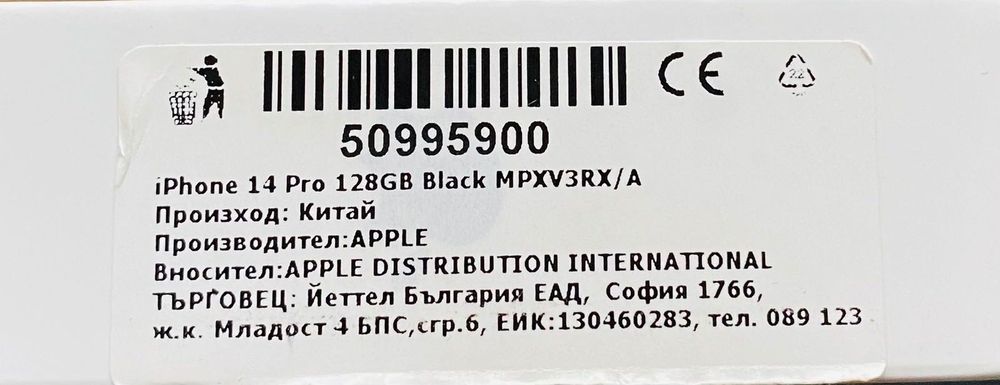 CE
22
50995900
iPhone 14 Pro 128GB Black MPXV3RX/A
Произход: Китай
Производител:APPLE
Вносител:APPLE DISTRIBUTION INTERNATIONAL
ТЪРГОВЕЦ: Йеттел България ЕАД, София 1766,
ж.к. Младост 4 БПС,сгр.6, ЕИК:130460283, тел. 089 123